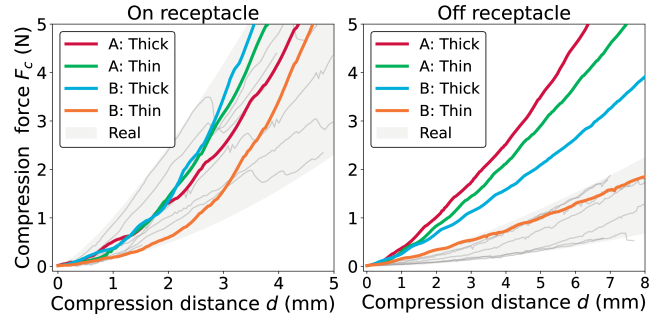 On receptacle
Compression force F_c (N)
5
4
3
2
1
0
A: Thick
A: Thin
B: Thick
B: Thin
Real
0 1 2 3 4 5
Compression distance d (mm)
Off receptacle
5
4
3
2
1
0
A: Thick
A: Thin
B: Thick
B: Thin
Real
0 1 2 3 4 5 6 7 8
Compression distance d (mm)